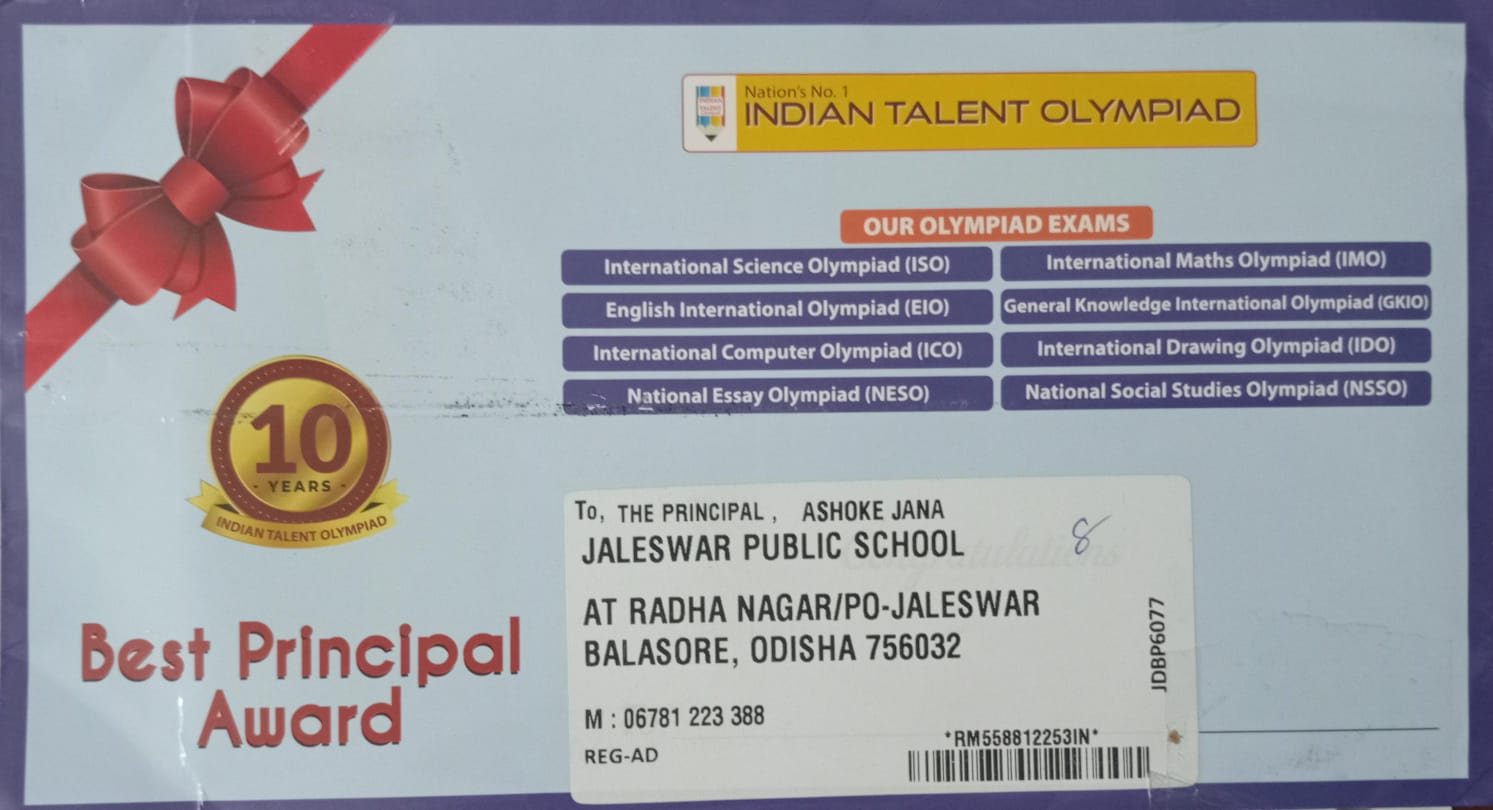 Nation's No. 1
INDIAN TALENT OLYMPIAD
OUR OLYMPIAD EXAMS
International Science Olympiad (ISO)
International Maths Olympiad (IMO)
English International Olympiad (EIO)
General Knowledge International Olympiad (GKIO)
International Computer Olympiad (ICO)
International Drawing Olympiad (IDO)
National Essay Olympiad (NESO)
National Social Studies Olympiad (NSSO)
10
- YEARS -
INDIAN TALENT OLYMPIAD
Best Principal
Award
To, THE PRINCIPAL , ASHOKE JANA
JALESWAR PUBLIC SCHOOL
8
Congratulations
AT RADHA NAGAR/PO-JALESWAR
BALASORE, ODISHA 756032
M : 06781 223 388
REG-AD
*RM558812253IN*
JDBP6077